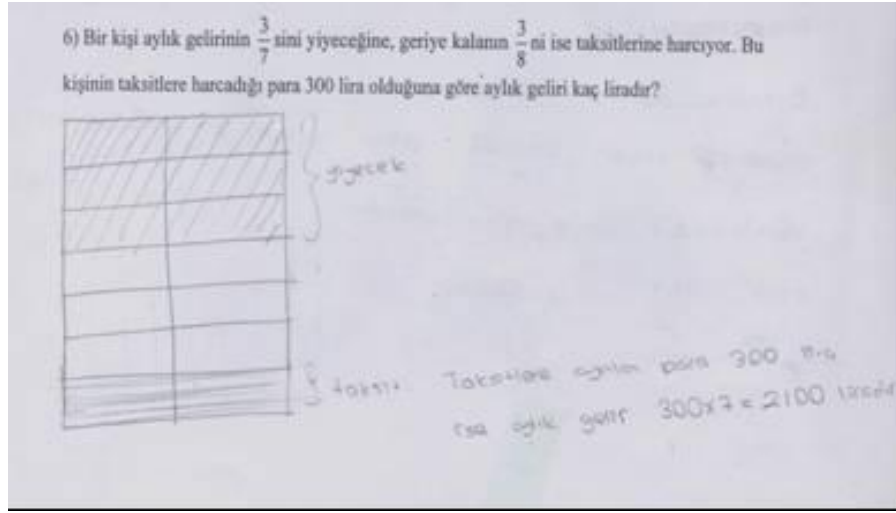 6) Bir kişi aylık gelirinin 3/7 sini yiyeceğine, geriye kalanın 3/8 ni ise taksitlerine harcıyor. Bu
kişinin taksitlere harcadığı para 300 lira olduğuna göre aylık geliri kaç liradır?
yiyecek
taksit
Taksitlere ayrılan para 300 lira
ise aylık gelir 300x7=2100 liradır